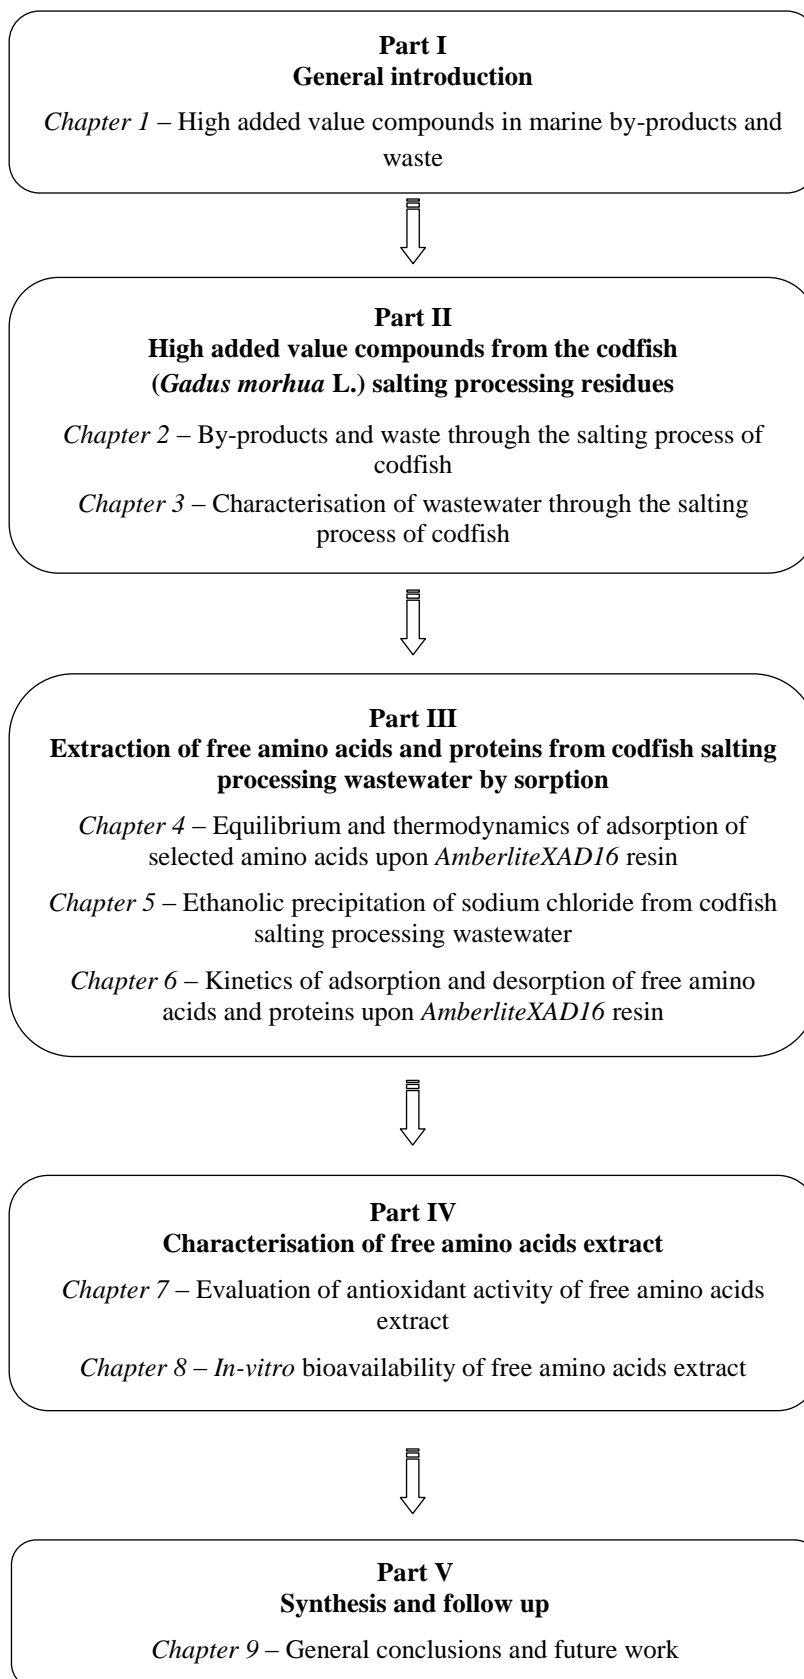 Part I
General introduction
Chapter 1 – High added value compounds in marine by-products and
waste
Part II
High added value compounds from the codfish
(Gadus morhua L.) salting processing residues
Chapter 2 – By-products and waste through the salting process of
codfish
Chapter 3 – Characterisation of wastewater through the salting
process of codfish
Part III
Extraction of free amino acids and proteins from codfish salting
processing wastewater by sorption
Chapter 4 – Equilibrium and thermodynamics of adsorption of
selected amino acids upon AmberliteXAD16 resin
Chapter 5 – Ethanolic precipitation of sodium chloride from codfish
salting processing wastewater
Chapter 6 – Kinetics of adsorption and desorption of free amino
acids and proteins upon AmberliteXAD16 resin
Part IV
Characterisation of free amino acids extract
Chapter 7 – Evaluation of antioxidant activity of free amino acids
extract
Chapter 8 – In-vitro bioavailability of free amino acids extract
Part V
Synthesis and follow up
Chapter 9 – General conclusions and future work